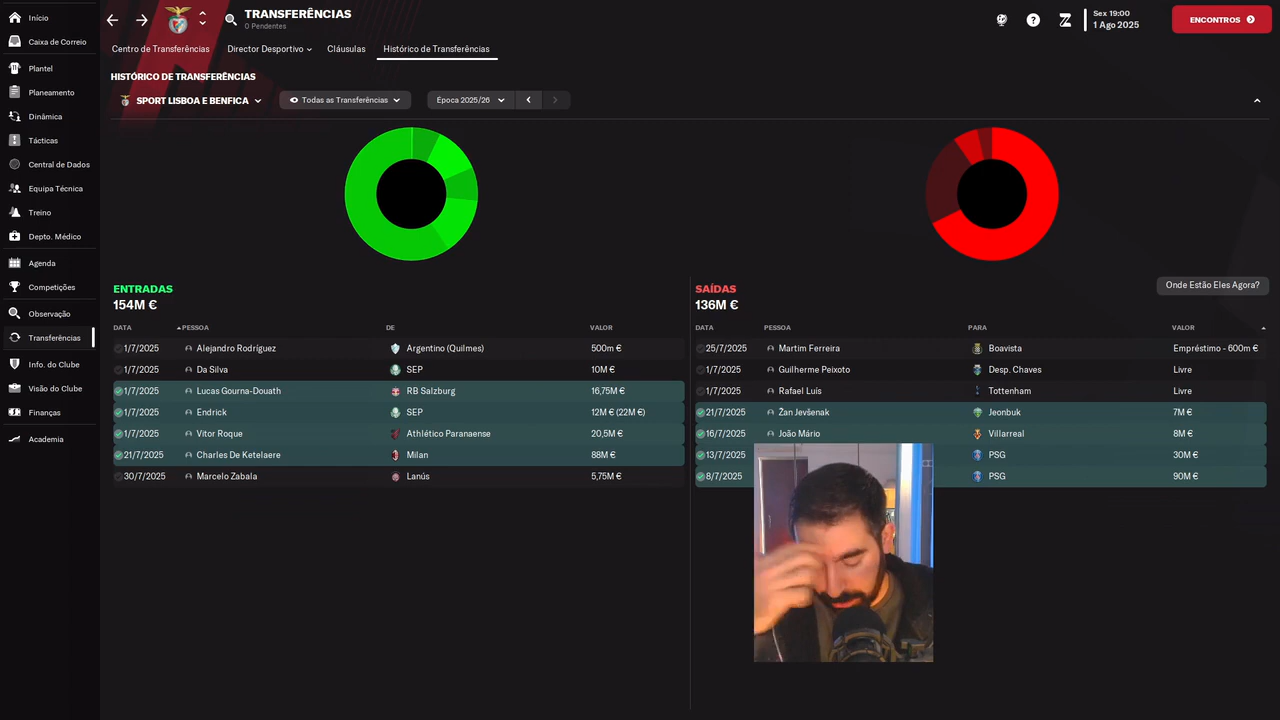 Início
Caixa de Correio
Plantel
Planeamento
Dinâmica
Tácticas
Central de Dados
Equipa Técnica
Treino
Depto. Médico
Agenda
Competições
Observação
Transferências
Info. do Clube
Visão do Clube
Finanças
Academia
TRANSFERÊNCIAS
0 Pendentes
Sex 19:00
1 Ago 2025
ENCONTROS
Centro de Transferências Director Desportivo Cláusulas Histórico de Transferências
HISTÓRICO DE TRANSFERÊNCIAS
SPORT LISBOA E BENFICA Todas as Transferências Época 2025/26
ENTRADAS
154M €
DATA PESSOA DE VALOR
1/7/2025 Alejandro Rodríguez Argentino (Quilmes) 500m €
1/7/2025 Da Silva SEP 10M €
1/7/2025 Lucas Gourna-Douath RB Salzburg 16,75M €
1/7/2025 Endrick SEP 12M € (22M €)
1/7/2025 Vitor Roque Athlético Paranaense 20,5M €
21/7/2025 Charles De Ketelaere Milan 88M €
30/7/2025 Marcelo Zabala Lanús 5,75M €
SAÍDAS
136M €
Onde Estão Eles Agora?
DATA PESSOA PARA VALOR
25/7/2025 Martim Ferreira Boavista Empréstimo - 600m €
1/7/2025 Guilherme Peixoto Desp. Chaves Livre
1/7/2025 Rafael Luís Tottenham Livre
21/7/2025 Žan Jevšenak Jeonbuk 7M €
16/7/2025 João Mário Villarreal 8M €
13/7/2025 PSG 30M €
8/7/2025 PSG 90M €